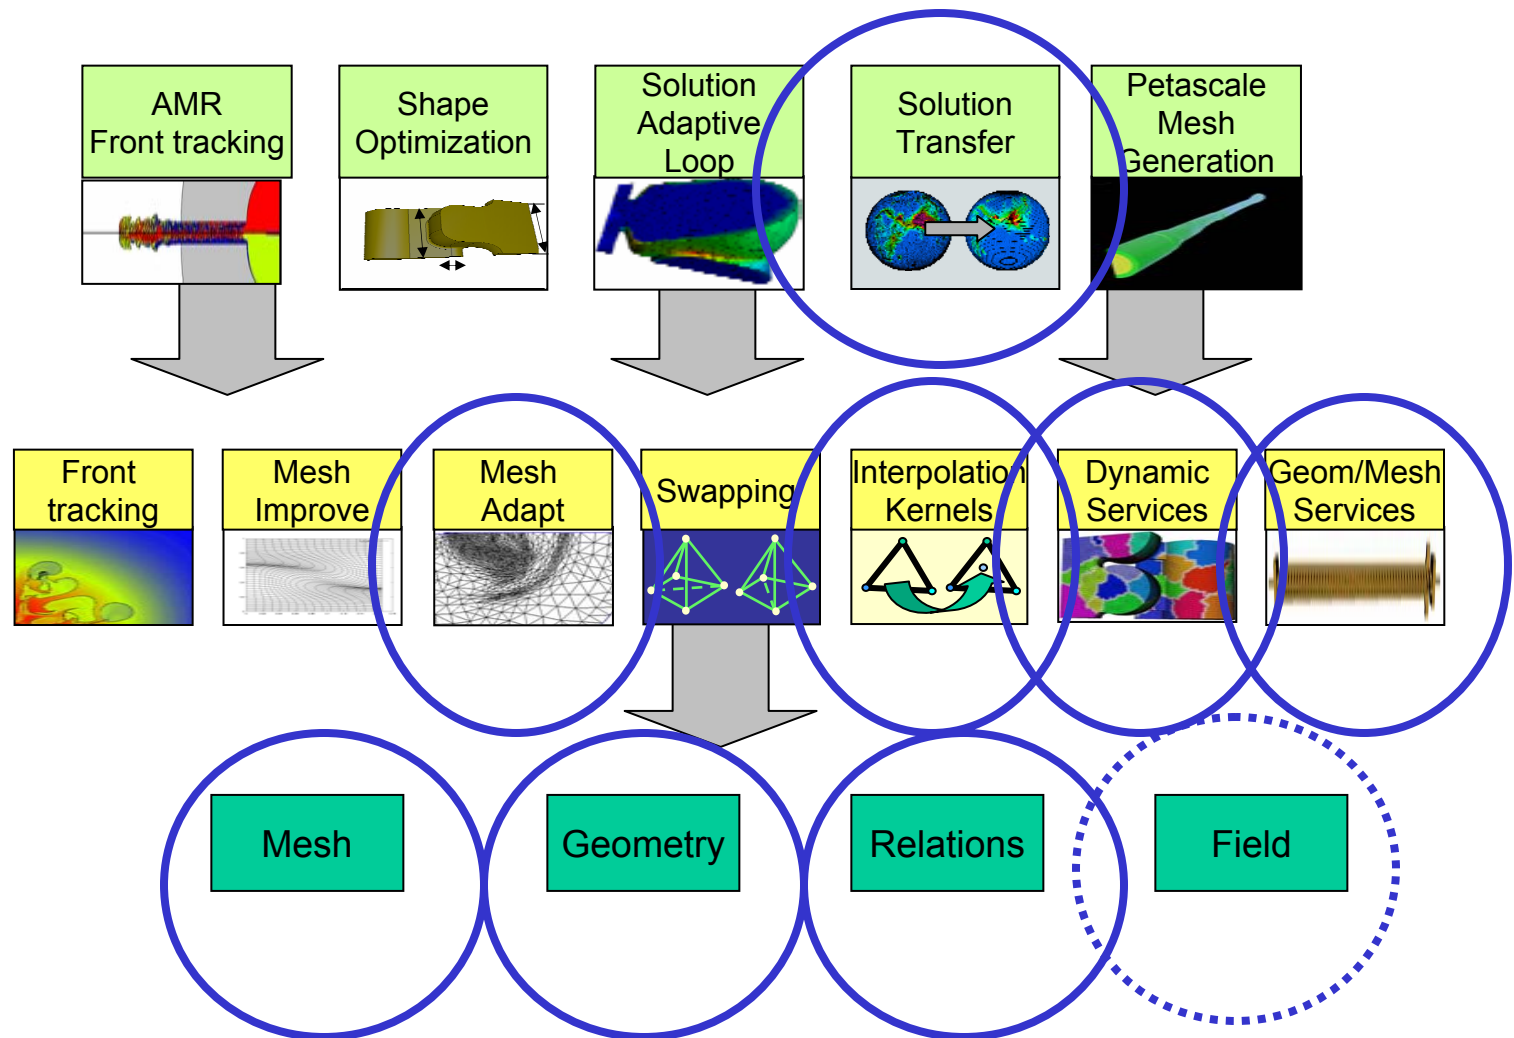 AMR
Front tracking
Shape
Optimization
Solution
Adaptive
Loop
Solution
Transfer
Petascale
Mesh
Generation
Front
tracking
Mesh
Improve
Mesh
Adapt
Swapping
Interpolation
Kernels
Dynamic
Services
Geom/Mesh
Services
Mesh
Geometry
Relations
Field